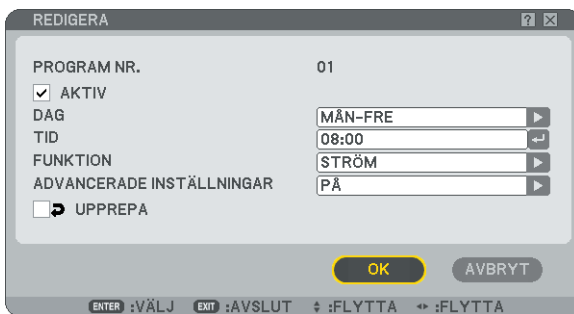 REDIGERA
PROGRAM NR. 01
AKTIV
DAG MÅN-FRE
TID 08:00
FUNKTION STRÖM
ADVANCERADE INSTÄLLNINGAR PÅ
UPPREPA
OK AVBRYT
ENTER :VÄLJ EXIT :AVSLUT :FLYTTA :FLYTTA